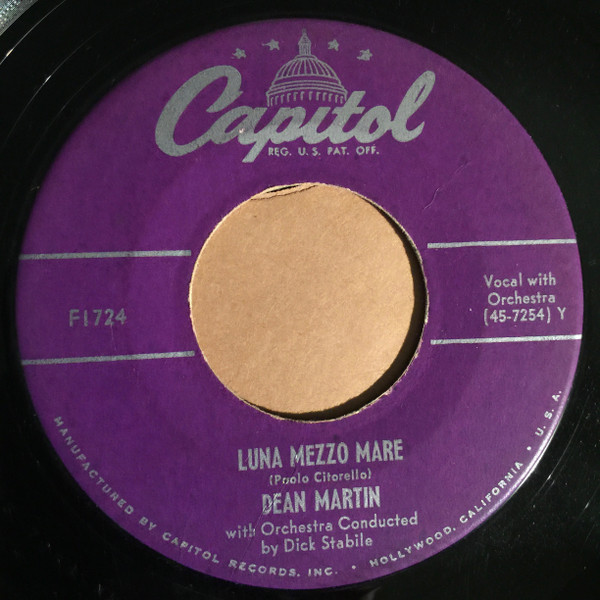 Capitol
REG. U. S. PAT. OFF.
F1724
Vocal with
Orchestra
(45-7254) Y
LUNA MEZZO MARE
(Paolo Citorello)
DEAN MARTIN
with Orchestra Conducted
by Dick Stabile
MANUFACTURED BY CAPITOL RECORDS, INC. • HOLLYWOOD, CALIFORNIA • U. S. A.